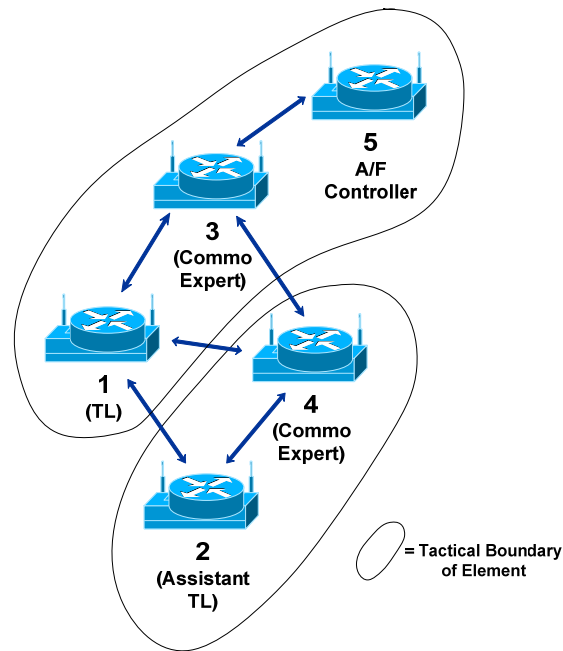 5
A/F
Controller
3
(Commo
Expert)
1
(TL)
4
(Commo
Expert)
2
(Assistant
TL)
= Tactical Boundary
of Element